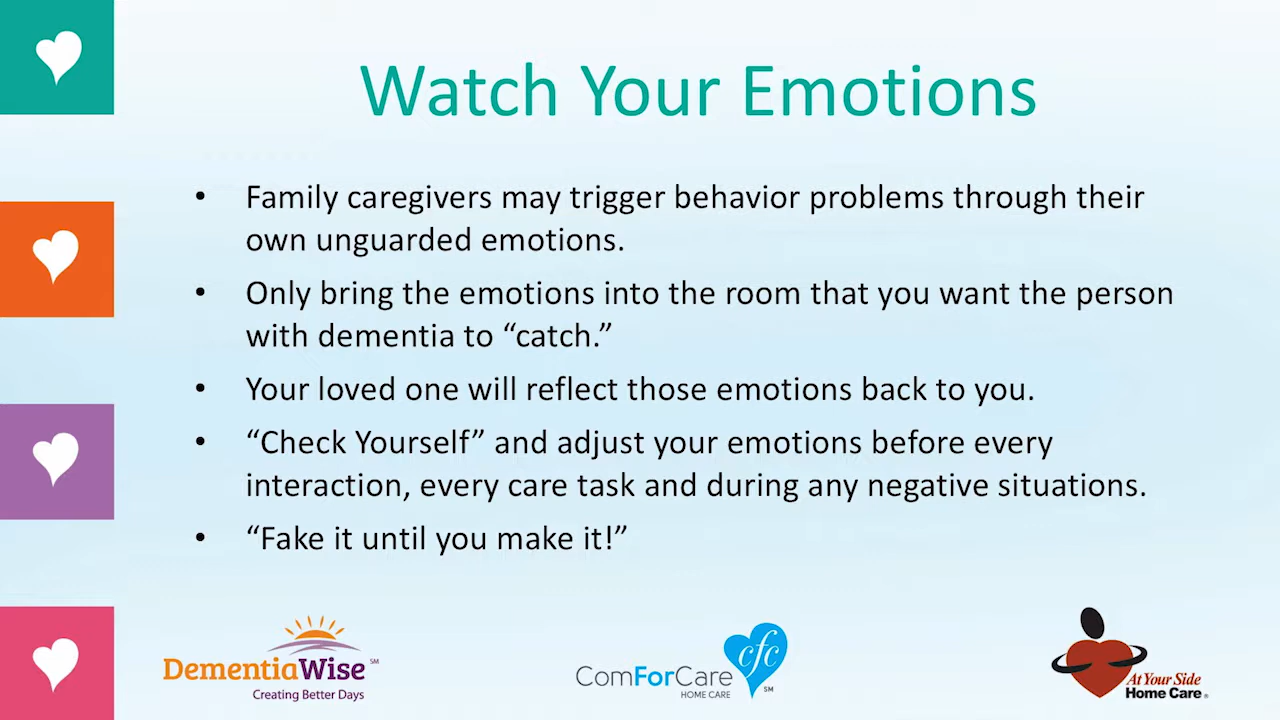 Watch Your Emotions
• Family caregivers may trigger behavior problems through their
own unguarded emotions.
• Only bring the emotions into the room that you want the person
with dementia to “catch.”
• Your loved one will reflect those emotions back to you.
• “Check Yourself” and adjust your emotions before every
interaction, every care task and during any negative situations.
• “Fake it until you make it!”
DementiaWise℠
Creating Better Days
ComForCare
HOME CARE
cfc
℠
At Your Side
Home Care®